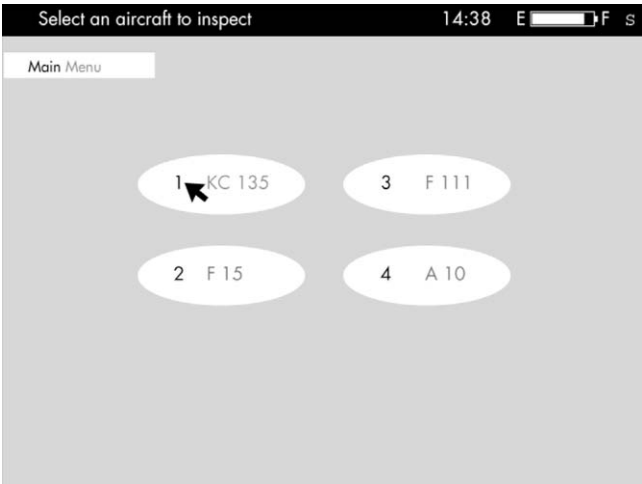 Select an aircraft to inspect 14:38 E F S
Main Menu
1 KC 135
3 F 111
2 F 15
4 A 10